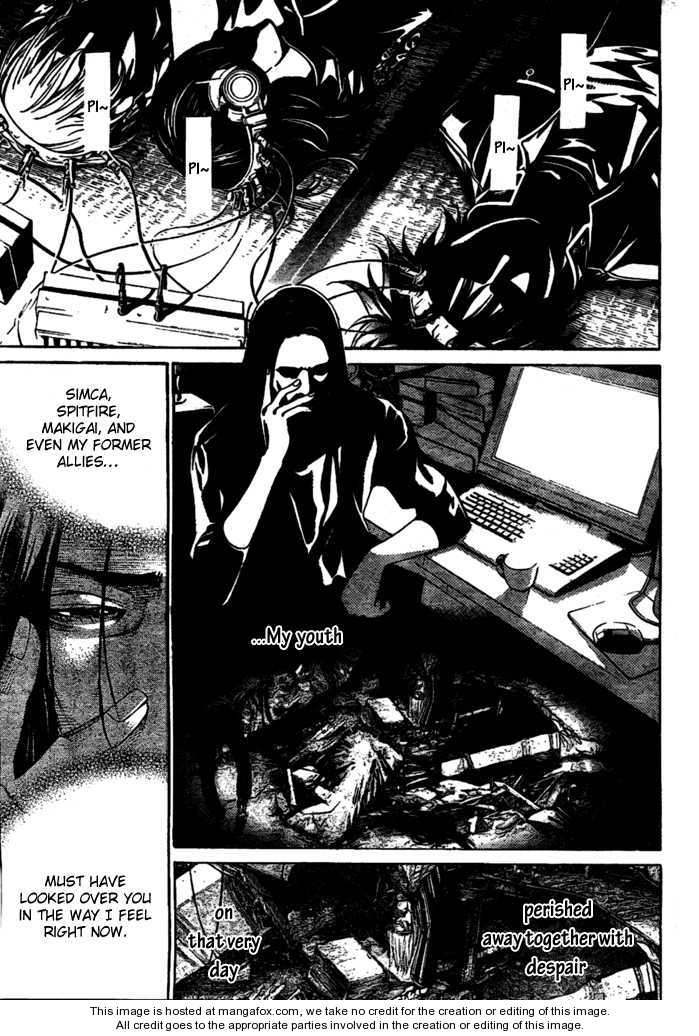 PI~
PI~
PI~
PI~
SIMCA,
SPITFIRE,
MAKIGAI, AND
EVEN MY FORMER
ALLIES...
...My youth
MUST HAVE
LOOKED OVER YOU
IN THE WAY I FEEL
RIGHT NOW.
on
that very
day
perished
away together with
despair
This image is hosted at mangafox.com, we take no credit for the creation or editing of this image.
All credit goes to the appropriate parties involved in the creation or editing of this image.